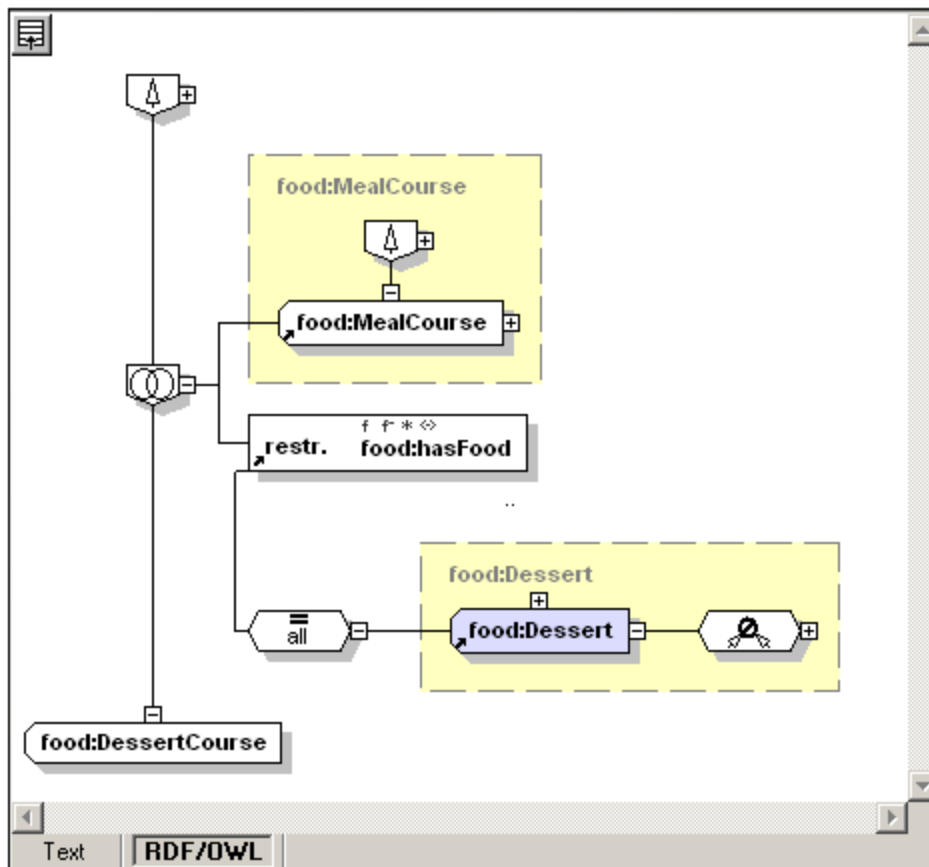 food:MealCourse
food:MealCourse
f f- * <>
restr. food:hasFood
..
food:Dessert
all
food:Dessert
food:DessertCourse
Text RDF/OWL